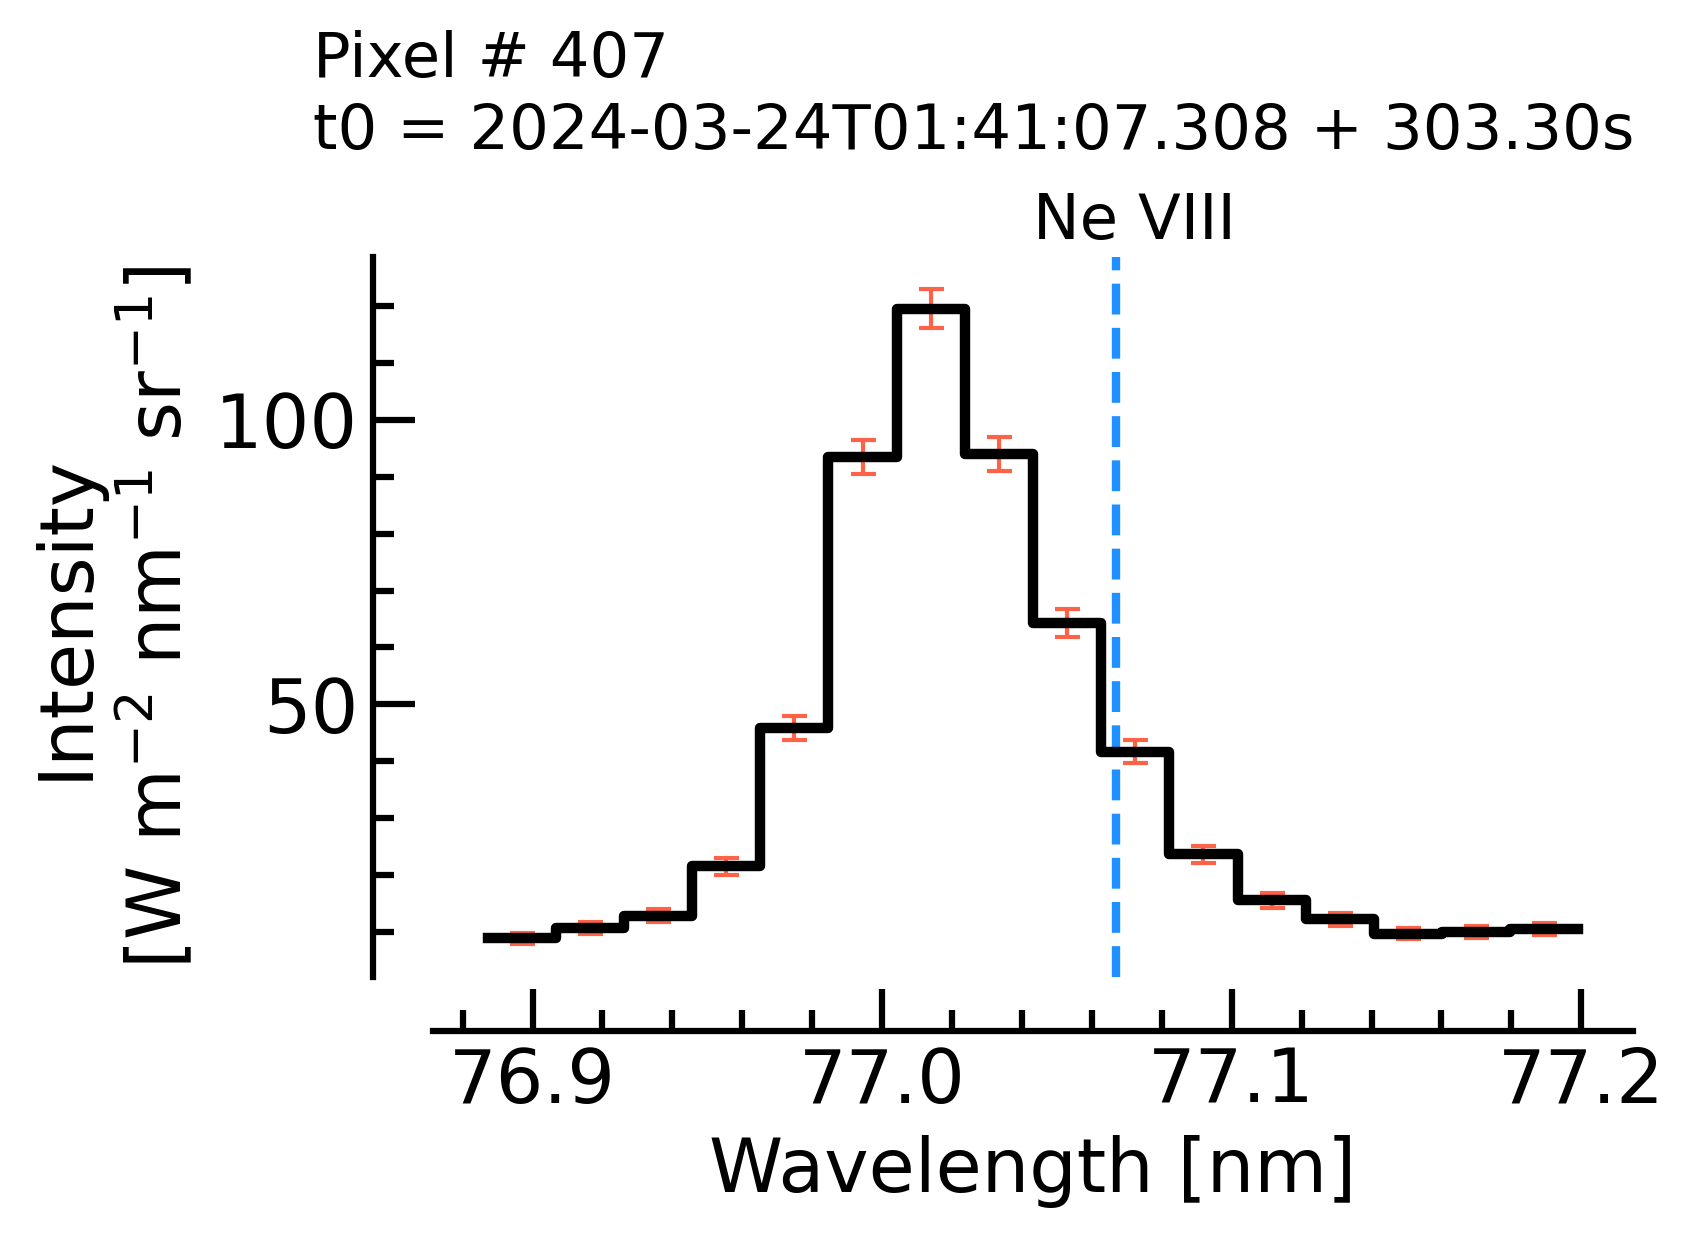 Pixel # 407
t0 = 2024-03-24T01:41:07.308 + 303.30s
Ne VIII
Intensity
[W m⁻² nm⁻¹ sr⁻¹]
100
50
76.9 77.0 77.1 77.2
Wavelength [nm]